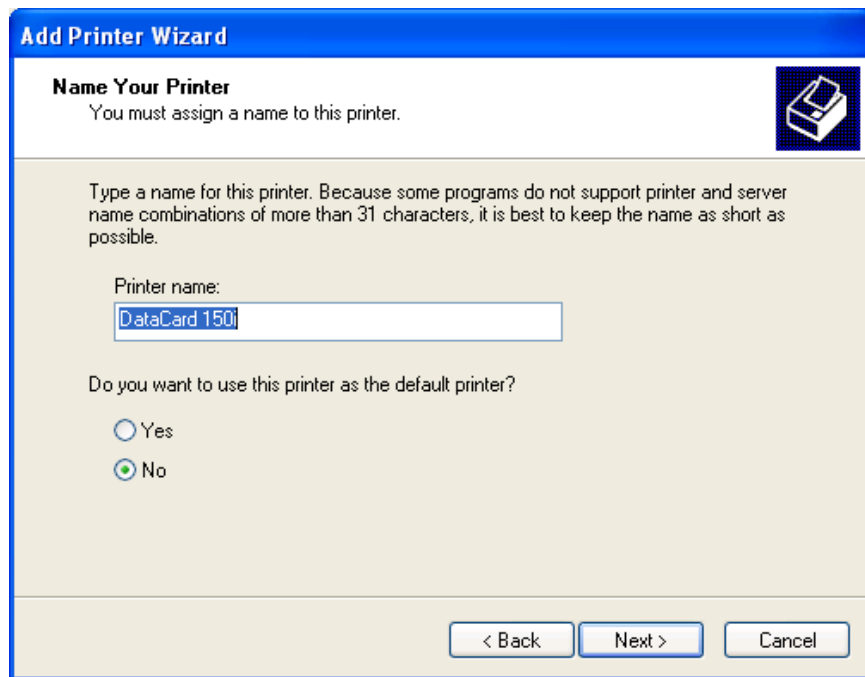 Add Printer Wizard
Name Your Printer
You must assign a name to this printer.
Type a name for this printer. Because some programs do not support printer and server
name combinations of more than 31 characters, it is best to keep the name as short as
possible.
Printer name:
DataCard 150i
Do you want to use this printer as the default printer?
Yes
No
< Back Next > Cancel